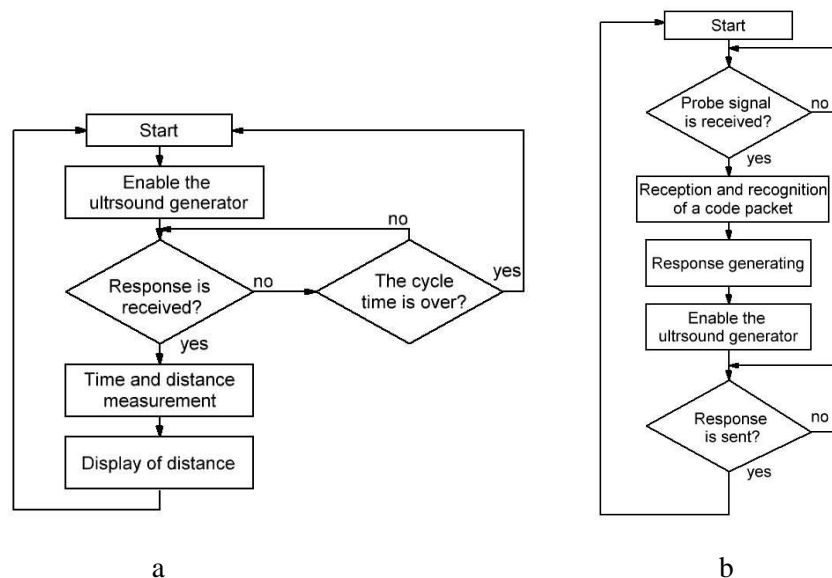 Start
Enable the
ultrsound generator
Response is
received?
no
no
The cycle
time is over?
yes
yes
Time and distance
measurement
Display of distance
a
Start
Probe signal
is received?
no
yes
Reception and recognition
of a code packet
Response generating
Enable the
ultrsound generator
Response
is sent?
no
yes
b